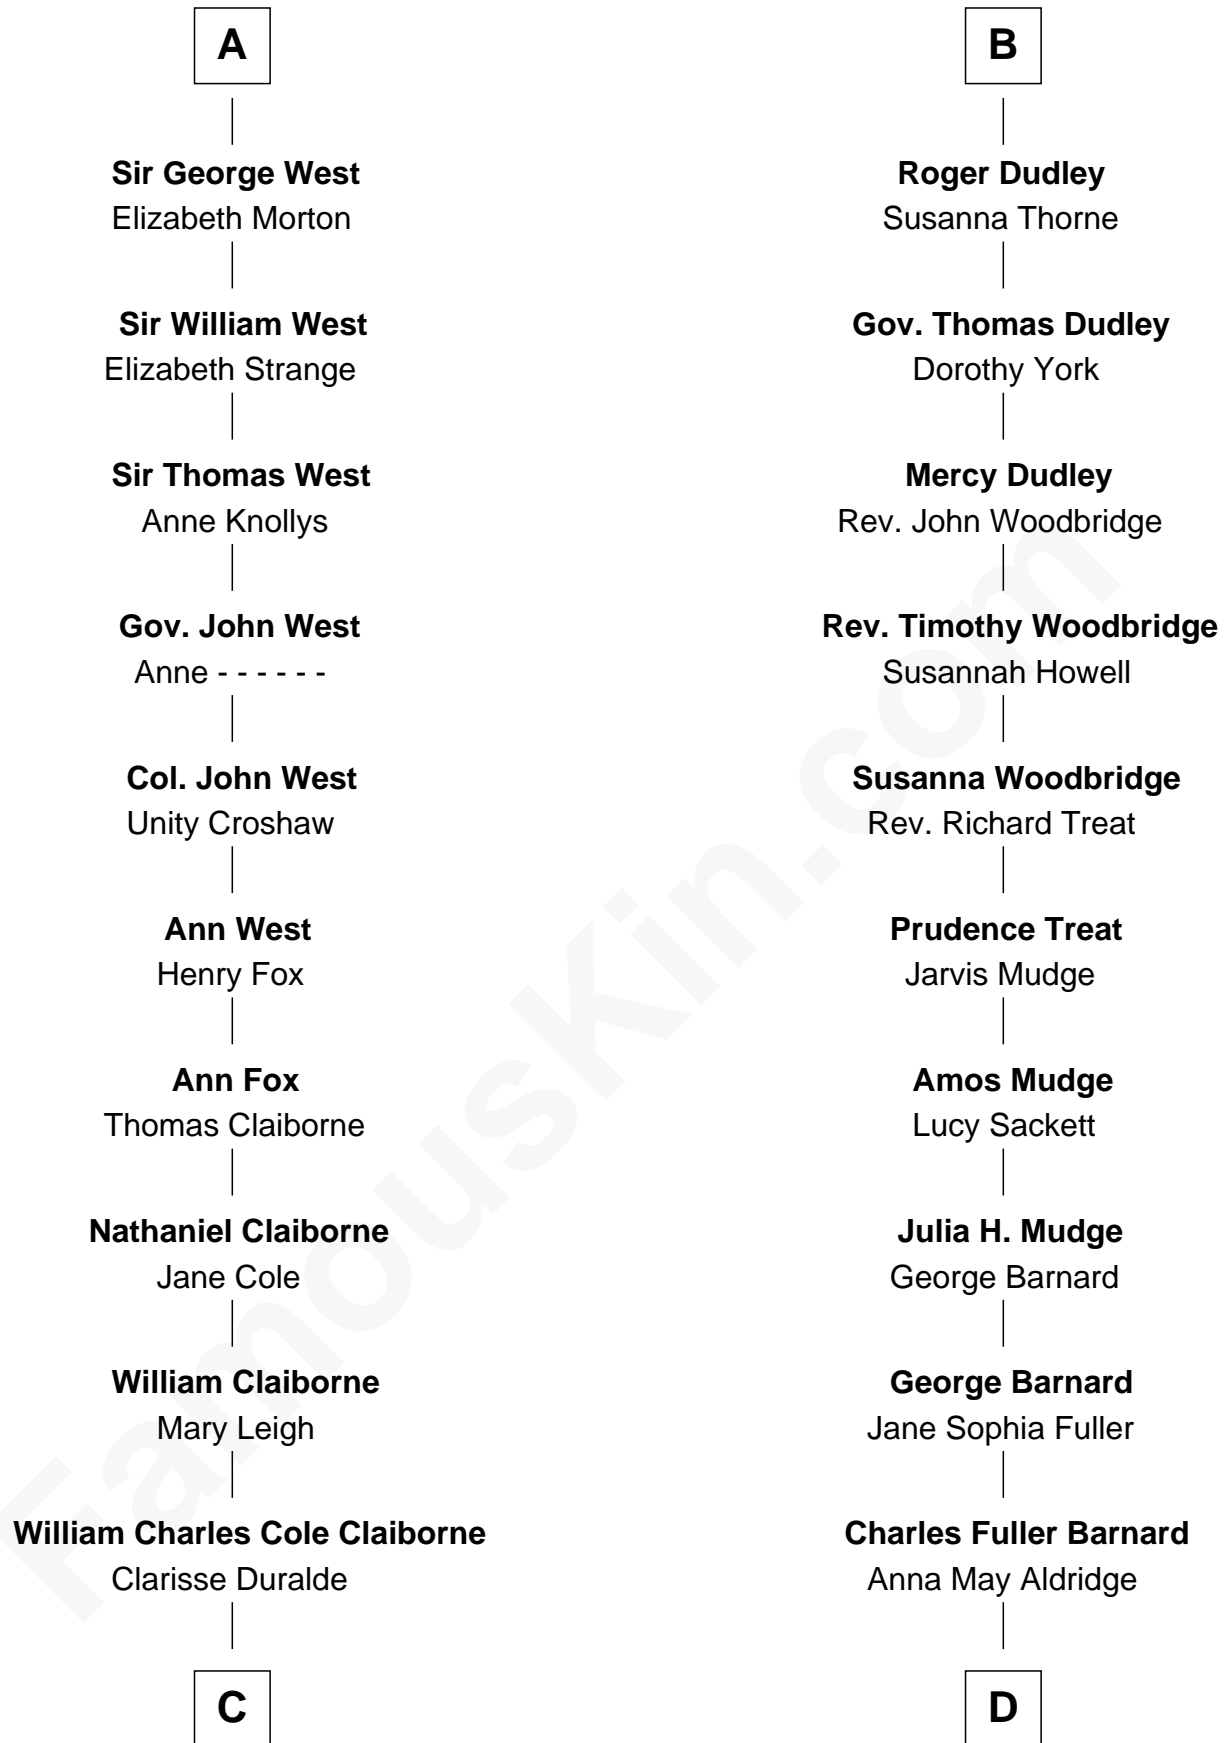 A
Sir George West
Elizabeth Morton
Sir William West
Elizabeth Strange
Sir Thomas West
Anne Knollys
Gov. John West
Anne - - - - - -
Col. John West
Unity Croshaw
Ann West
Henry Fox
Ann Fox
Thomas Claiborne
Nathaniel Claiborne
Jane Cole
William Claiborne
Mary Leigh
William Charles Cole Claiborne
Clarisse Duralde
C
B
Roger Dudley
Susanna Thorne
Gov. Thomas Dudley
Dorothy York
Mercy Dudley
Rev. John Woodbridge
Rev. Timothy Woodbridge
Susannah Howell
Susanna Woodbridge
Rev. Richard Treat
Prudence Treat
Jarvis Mudge
Amos Mudge
Lucy Sackett
Julia H. Mudge
George Barnard
George Barnard
Jane Sophia Fuller
Charles Fuller Barnard
Anna May Aldridge
D
FamousKin.com